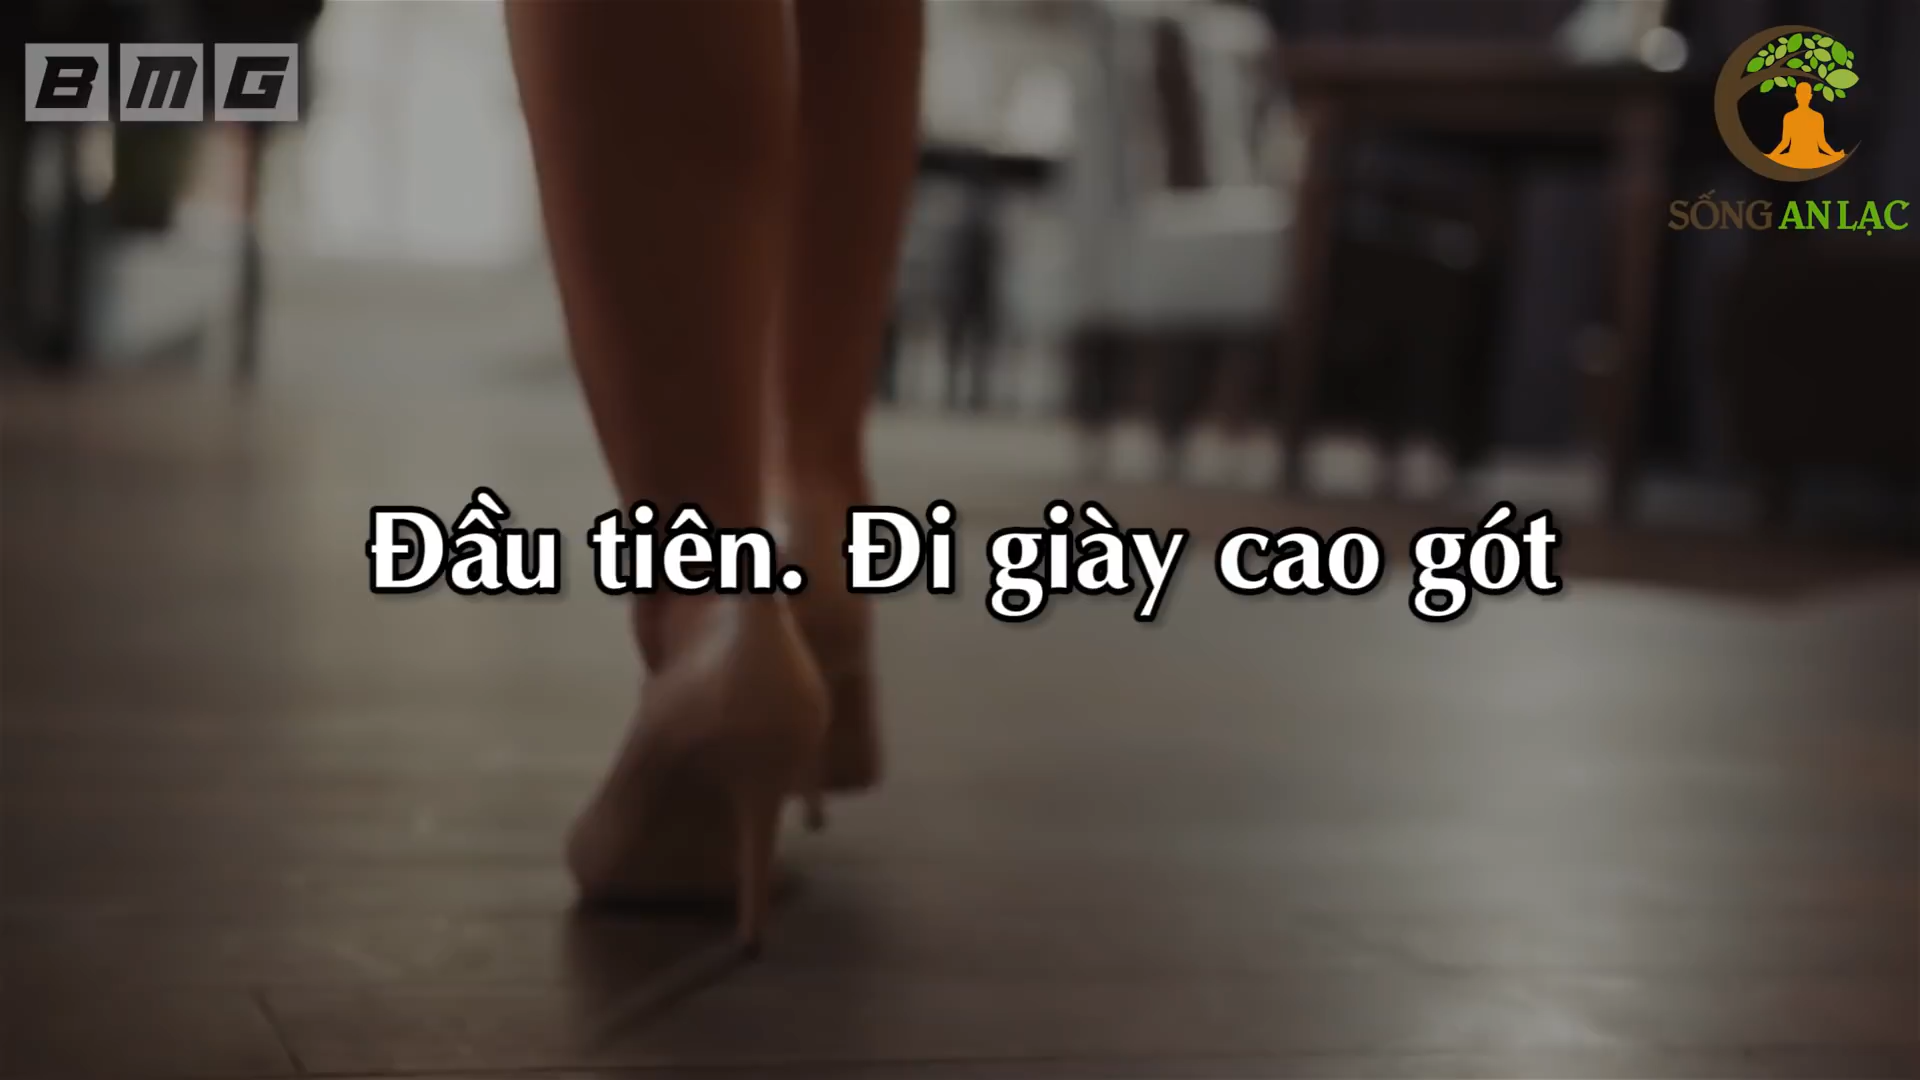 BMG
SỐNG AN LẠC
Đầu tiên. Đi giày cao gót